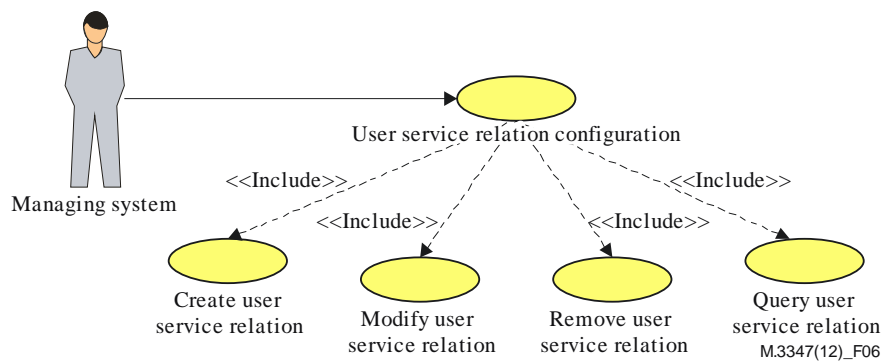 User service relation configuration
<<Include>>
<<Include>>
Managing system
<<Include>>
<<Include>>
Create user
service relation
Modify user
service relation
Remove user
service relation
Query user
service relation
M.3347(12)_F06